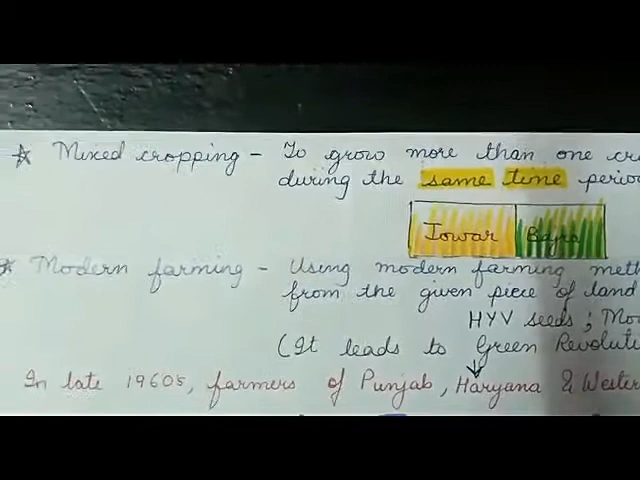 ☆ Mixed cropping - To grow more than one
during the same time
Jowar Bajra
* Modern farming - Using modern farming
from the given piece of land
HYV seeds ;
(It leads to Green
↓
In late 1960s, farmers of Punjab, Haryana &